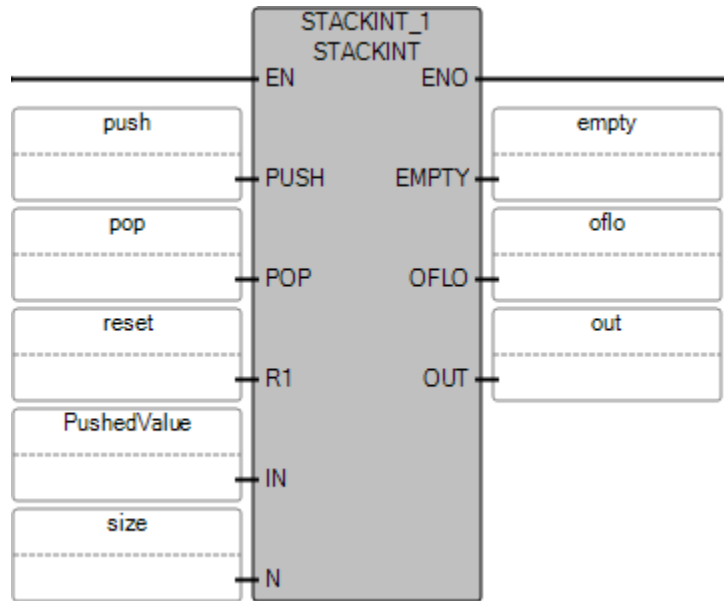 STACKINT_1
STACKINT
EN ENO
push empty
PUSH EMPTY
pop oflo
POP OFLO
reset out
R1 OUT
PushedValue
IN
size
N